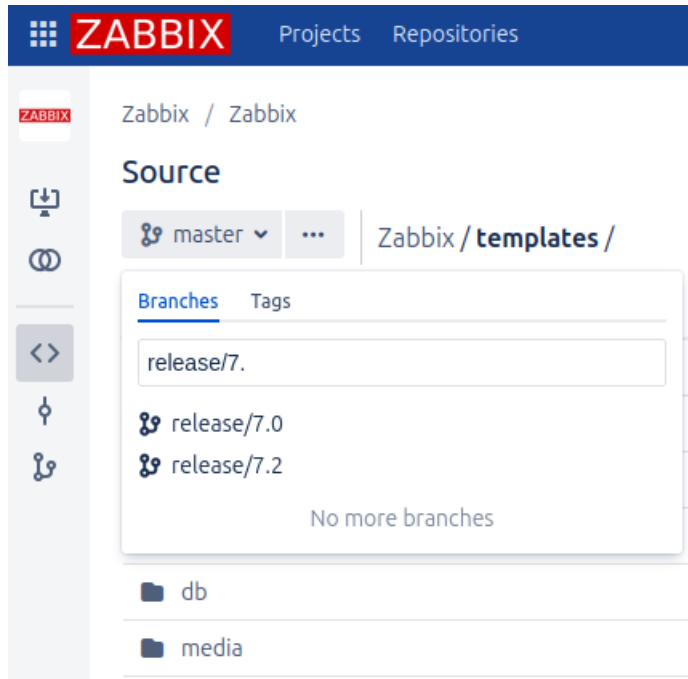 ZABBIX Projects Repositories
ZABBIX
Zabbix / Zabbix
Source
master ··· Zabbix / templates /
Branches Tags
release/7.
release/7.0
release/7.2
No more branches
db
media